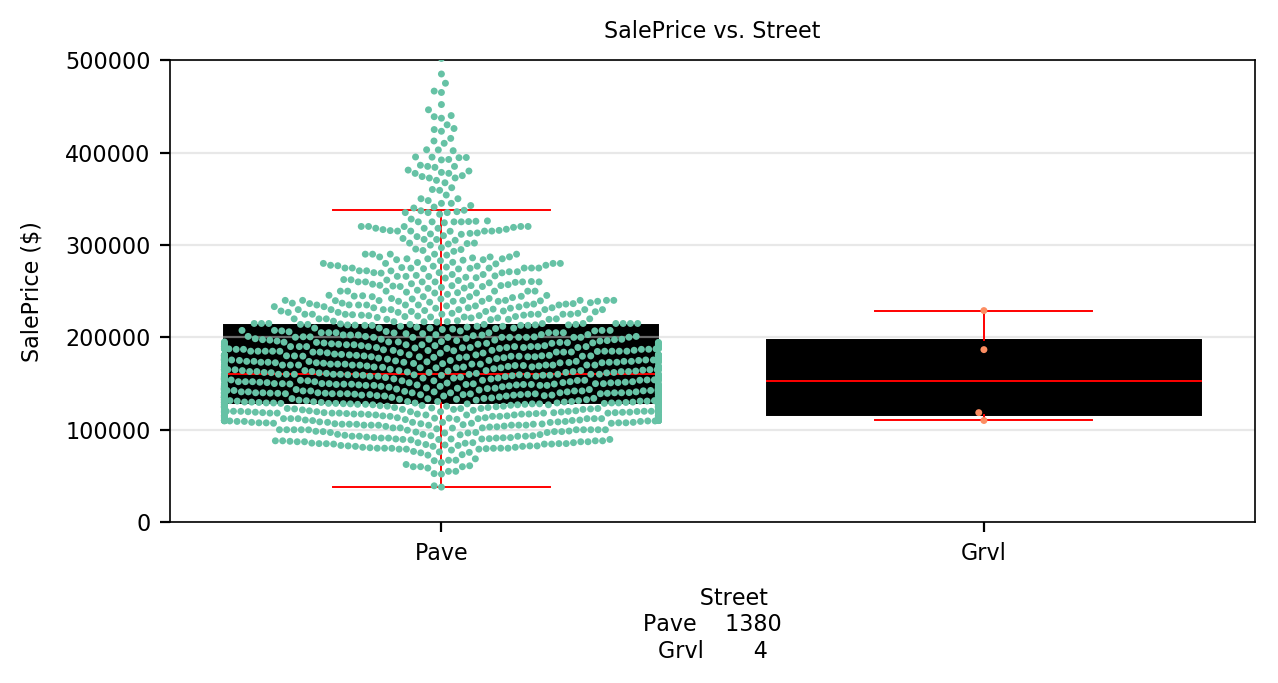 SalePrice vs. Street
500000
400000
300000
200000
100000
0
SalePrice ($)
Pave Grvl
Street
Pave 1380
Grvl 4